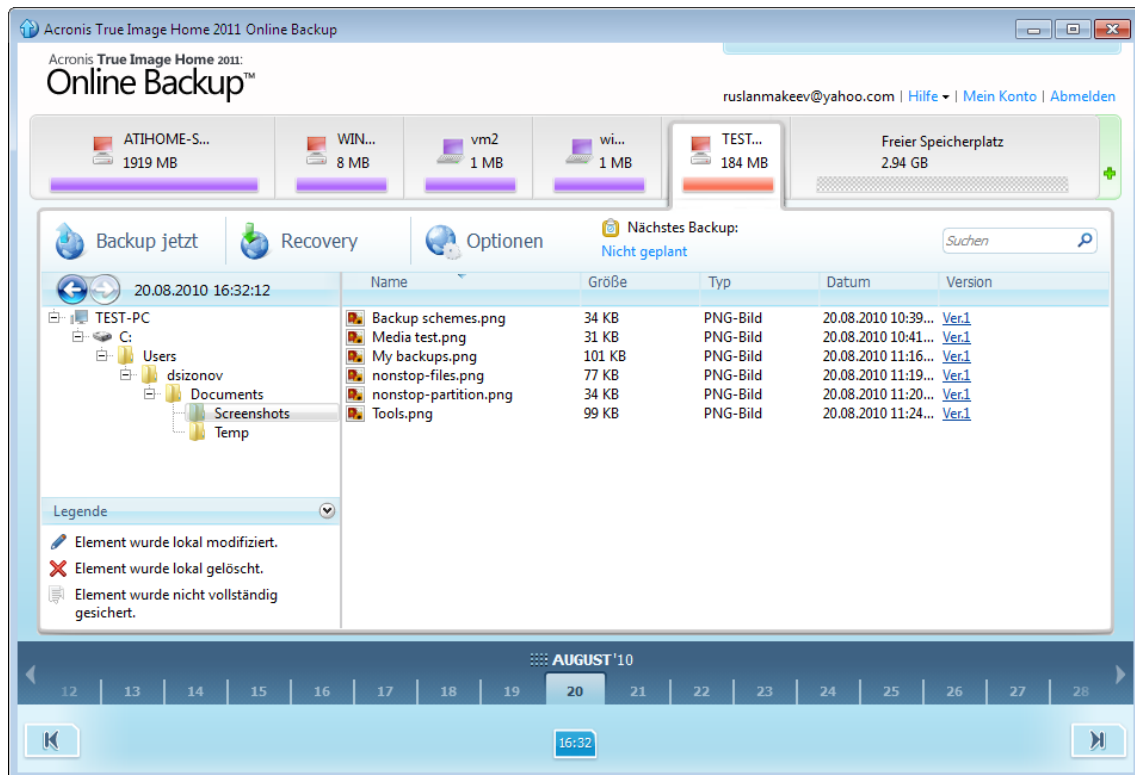 Acronis True Image Home 2011 Online Backup
Acronis True Image Home 2011:
Online Backup™
ruslanmakeev@yahoo.com | Hilfe | Mein Konto | Abmelden
ATIHOME-S...
1919 MB
WIN...
8 MB
vm2
1 MB
wi...
1 MB
TEST...
184 MB
Freier Speicherplatz
2.94 GB
Backup jetzt
Recovery
Optionen
Nächstes Backup:
Nicht geplant
Suchen
20.08.2010 16:32:12
TEST-PC
C:
Users
dsizonov
Documents
Screenshots
Temp
Name Größe Typ Datum Version
Backup schemes.png 34 KB PNG-Bild 20.08.2010 10:39... Ver.1
Media test.png 31 KB PNG-Bild 20.08.2010 10:41... Ver.1
My backups.png 101 KB PNG-Bild 20.08.2010 11:16... Ver.1
nonstop-files.png 77 KB PNG-Bild 20.08.2010 11:19... Ver.1
nonstop-partition.png 34 KB PNG-Bild 20.08.2010 11:20... Ver.1
Tools.png 99 KB PNG-Bild 20.08.2010 11:24... Ver.1
Legende
Element wurde lokal modifiziert.
Element wurde lokal gelöscht.
Element wurde nicht vollständig
gesichert.
AUGUST'10
12 13 14 15 16 17 18 19 20 21 22 23 24 25 26 27 28
16:32